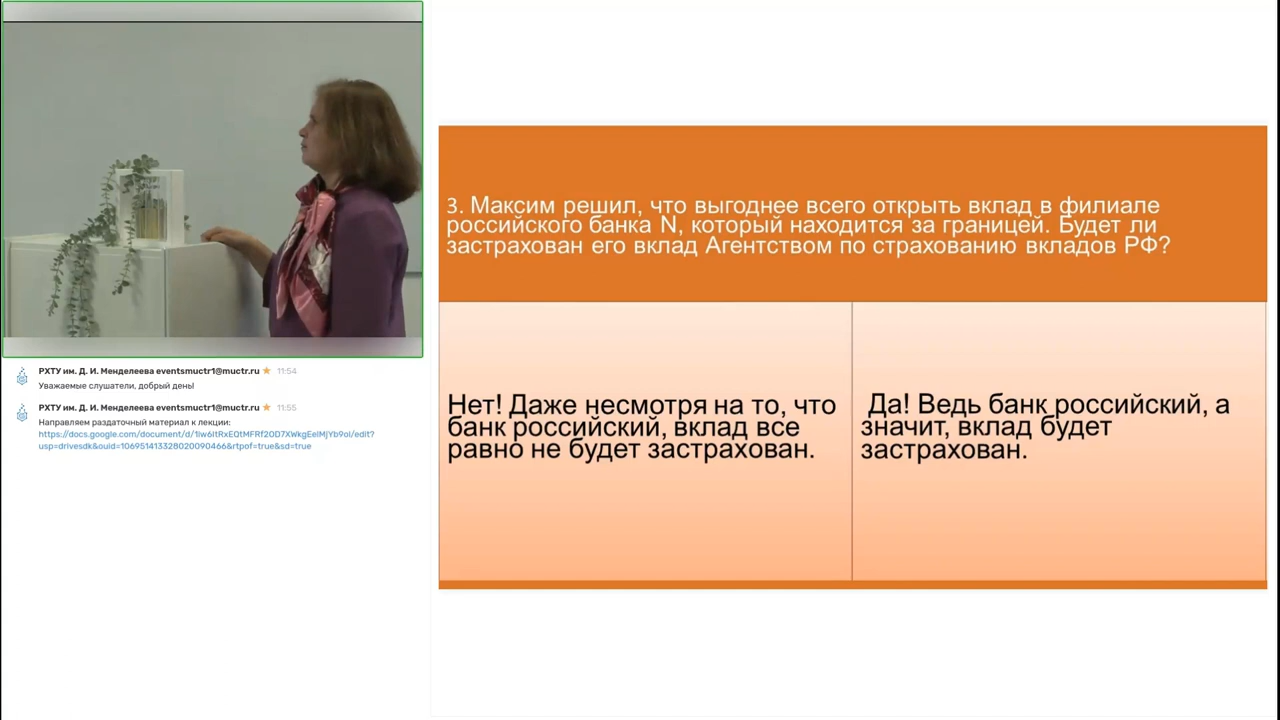 3. Максим решил, что выгоднее всего открыть вклад в филиале
российского банка N, который находится за границей. Будет ли
застрахован его вклад Агентством по страхованию вкладов РФ?
Нет! Даже несмотря на то, что
банк российский, вклад все
равно не будет застрахован.
Да! Ведь банк российский, а
значит, вклад будет
застрахован.
РХТУ им. Д. И. Менделеева eventsmuctr1@muctr.ru 11:54
Уважаемые слушатели, добрый день!
РХТУ им. Д. И. Менделеева eventsmuctr1@muctr.ru 11:55
Направляем раздаточный материал к лекции: